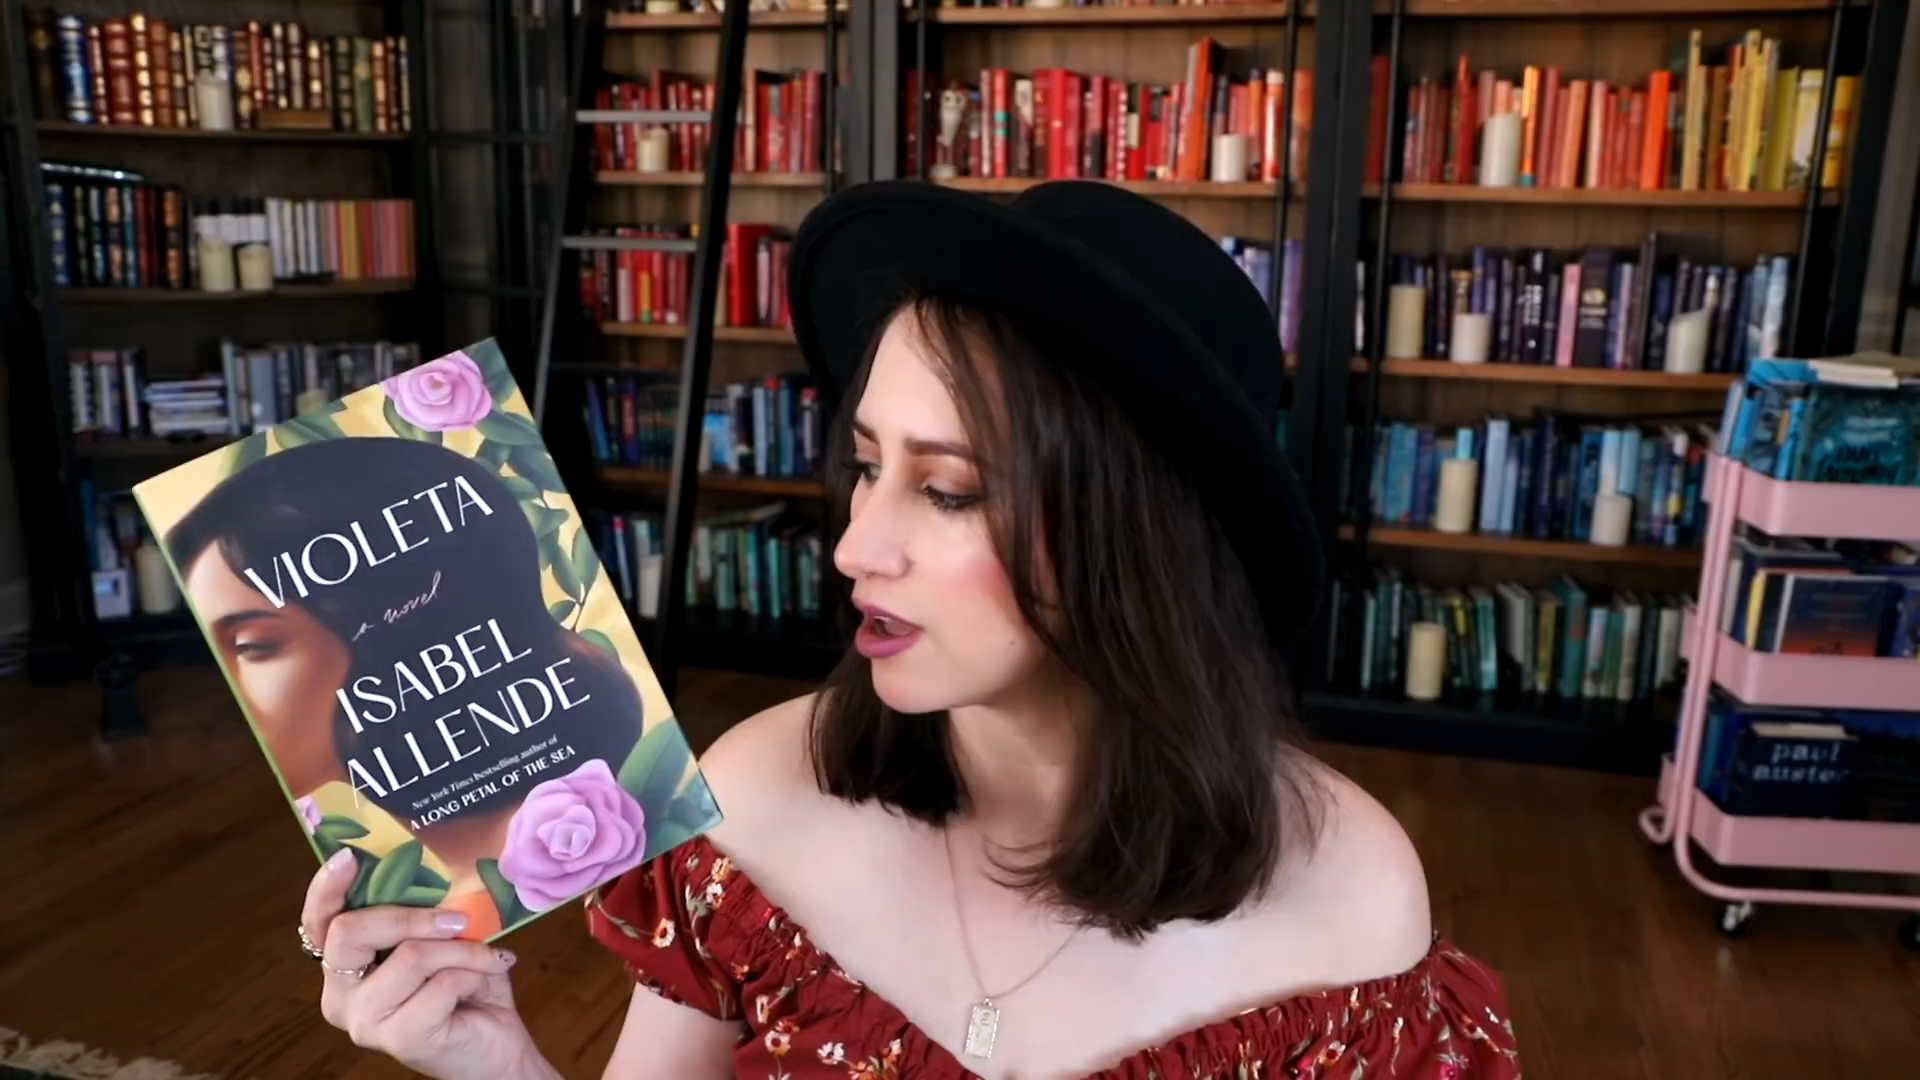 VIOLETA
a novel
ISABEL
ALLENDE
New York Times bestselling author of
A LONG PETAL OF THE SEA
paul
auster